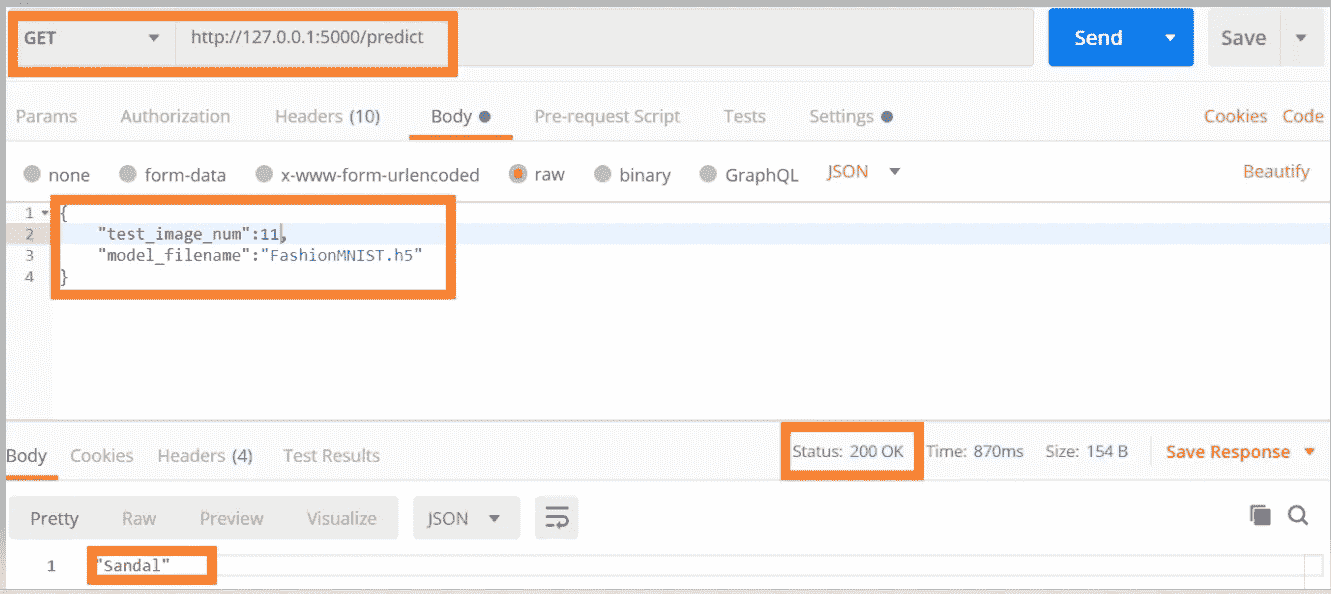 GET http://127.0.0.1:5000/predict Send Save
Params Authorization Headers (10) Body Pre-request Script Tests Settings Cookies Code
none form-data x-www-form-urlencoded raw binary GraphQL JSON Beautify
1 {
2 "test_image_num":11,
3 "model_filename":"FashionMNIST.h5"
4 }
Body Cookies Headers (4) Test Results Status: 200 OK Time: 870ms Size: 154 B Save Response
Pretty Raw Preview Visualize JSON
1 "Sandal"